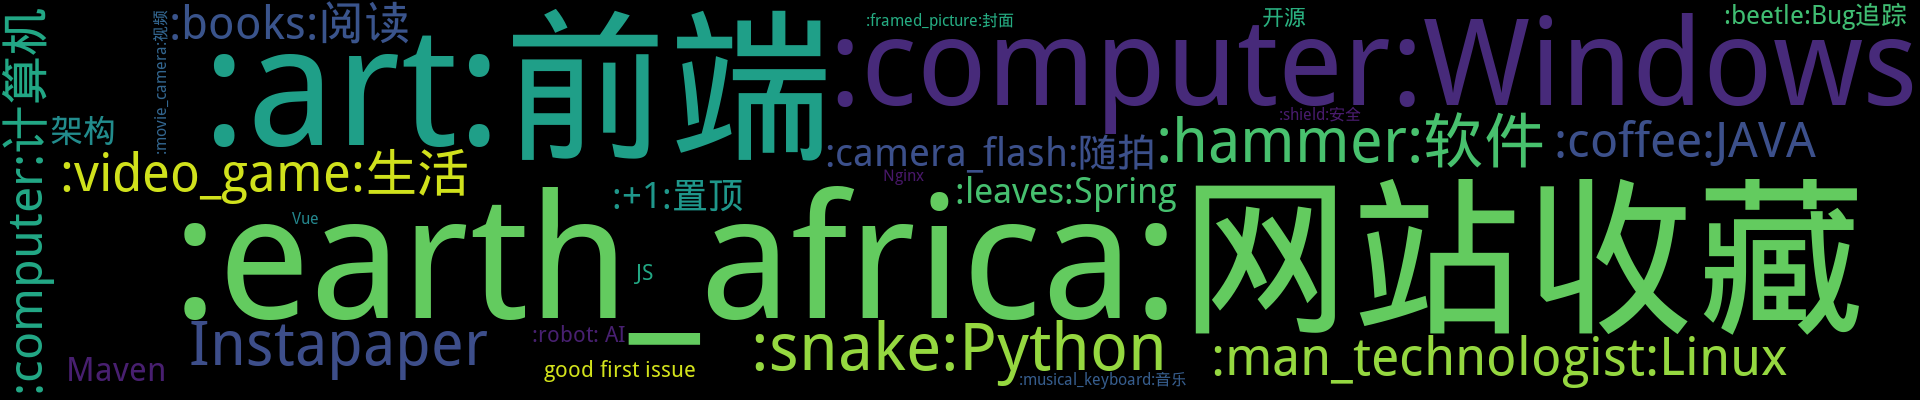 :books:阅读
:framed_picture:封面
开源
:beetle:Bug追踪
:movie_camera:视频
:art:前端
:computer:Windows
:computer:计算机
架构
:shield:安全
:camera_flash:随拍
:hammer:软件
:coffee:JAVA
:video_game:生活
Nginx
:+1:置顶
:leaves:Spring
Vue
:earth_africa:网站收藏
JS
:robot: AI
Instapaper
:snake:Python
:man_technologist:Linux
Maven
good first issue
:musical_keyboard:音乐